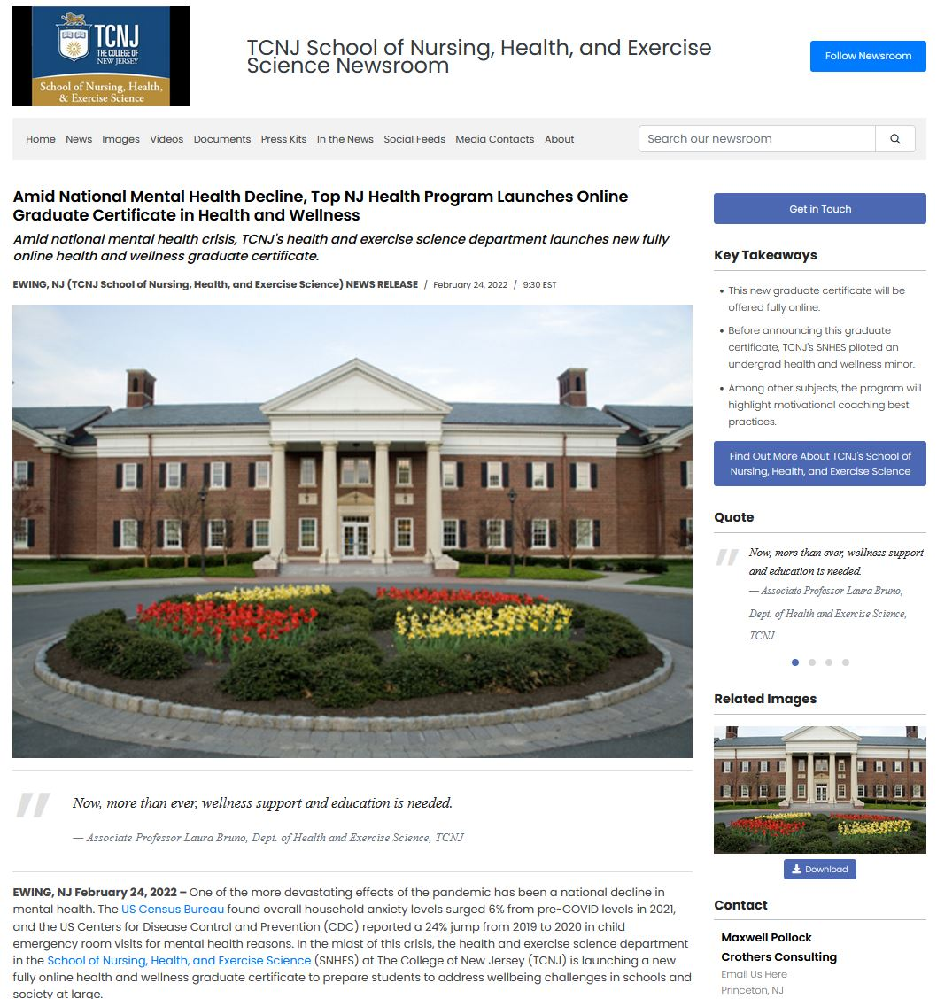 TCNJ
THE COLLEGE OF
NEW JERSEY
School of Nursing, Health,
& Exercise Science
TCNJ School of Nursing, Health, and Exercise
Science Newsroom
Follow Newsroom
Home News Images Videos Documents Press Kits In the News Social Feeds Media Contacts About
Search our newsroom
Amid National Mental Health Decline, Top NJ Health Program Launches Online
Graduate Certificate in Health and Wellness
Amid national mental health crisis, TCNJ's health and exercise science department launches new fully
online health and wellness graduate certificate.
EWING, NJ (TCNJ School of Nursing, Health, and Exercise Science) NEWS RELEASE / February 24, 2022 / 9:30 EST
" Now, more than ever, wellness support and education is needed.
— Associate Professor Laura Bruno, Dept. of Health and Exercise Science, TCNJ
EWING, NJ February 24, 2022 – One of the more devastating effects of the pandemic has been a national decline in
mental health. The US Census Bureau found overall household anxiety levels surged 6% from pre-COVID levels in 2021,
and the US Centers for Disease Control and Prevention (CDC) reported a 24% jump from 2019 to 2020 in child
emergency room visits for mental health reasons. In the midst of this crisis, the health and exercise science department
in the School of Nursing, Health, and Exercise Science (SNHES) at The College of New Jersey (TCNJ) is launching a new
fully online health and wellness graduate certificate to prepare students to address wellbeing challenges in schools and
society at large.
Get in Touch
Key Takeaways
• This new graduate certificate will be
offered fully online.
• Before announcing this graduate
certificate, TCNJ's SNHES piloted an
undergrad health and wellness minor.
• Among other subjects, the program will
highlight motivational coaching best
practices.
Find Out More About TCNJ's School of
Nursing, Health, and Exercise Science
Quote
" Now, more than ever, wellness support
and education is needed.
— Associate Professor Laura Bruno,
Dept. of Health and Exercise Science,
TCNJ
Related Images
Download
Contact
Maxwell Pollock
Crothers Consulting
Email Us Here
Princeton, NJ